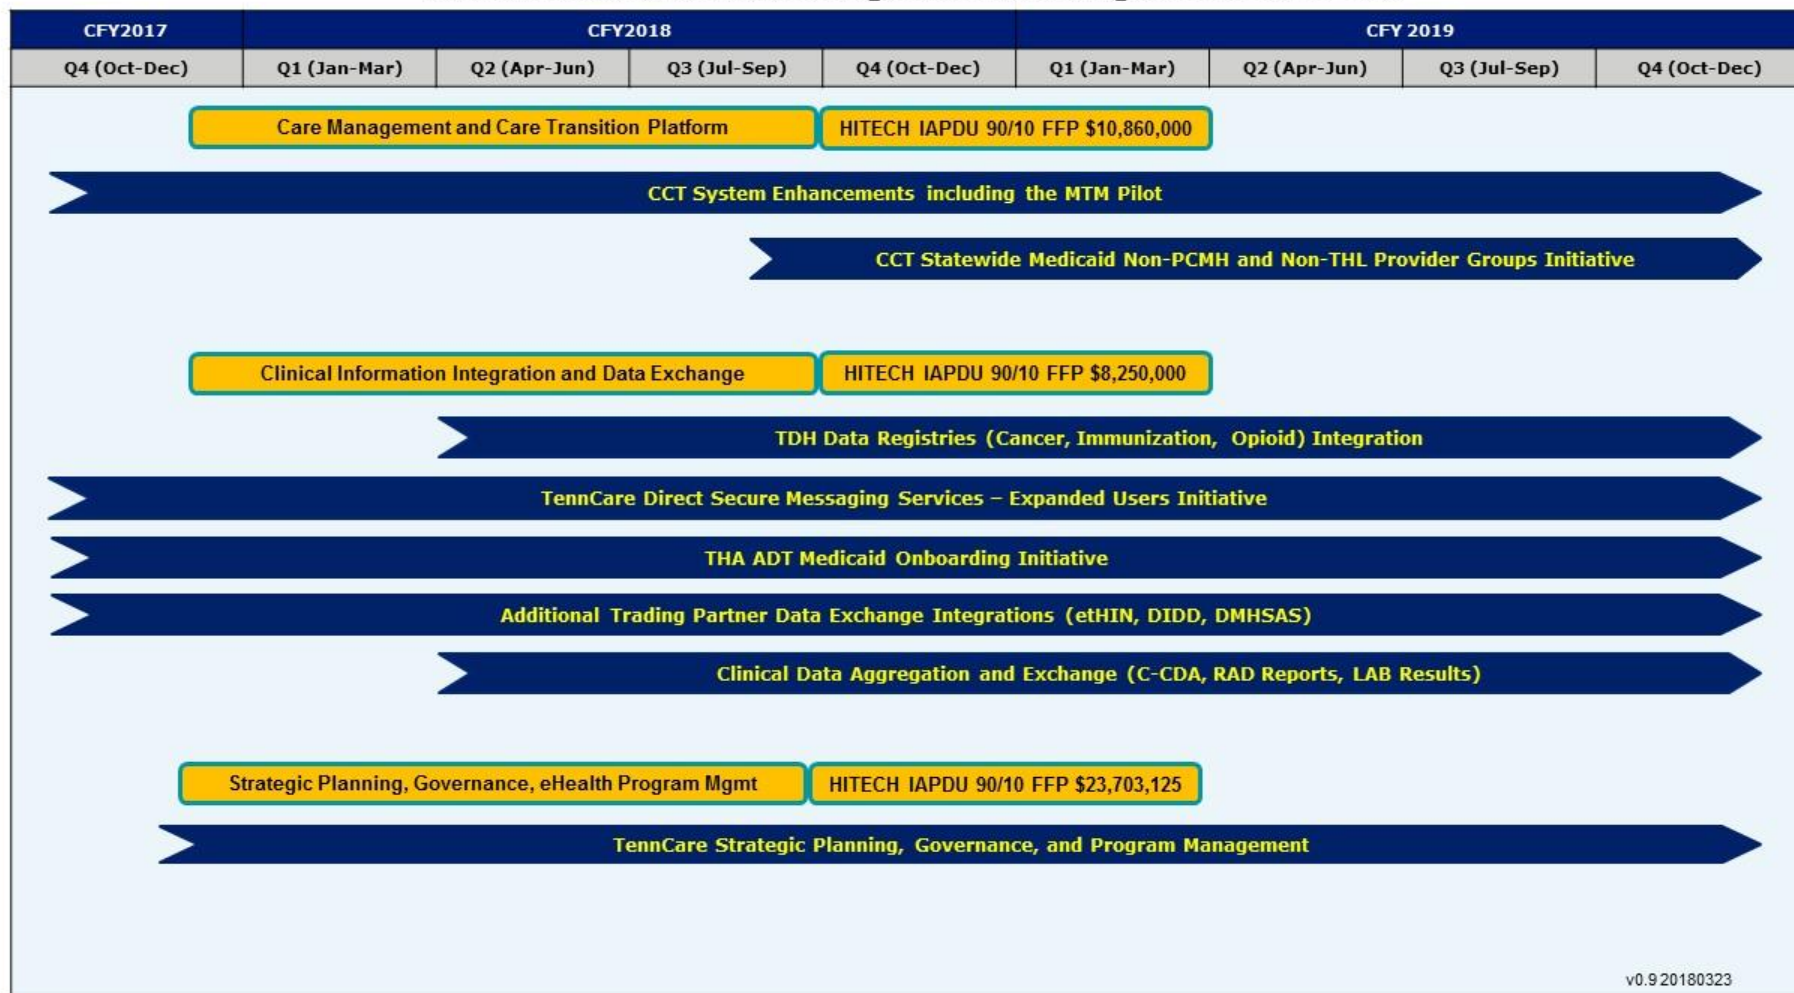 CFY2017 CFY2018 CFY 2019
Q4 (Oct-Dec) Q1 (Jan-Mar) Q2 (Apr-Jun) Q3 (Jul-Sep) Q4 (Oct-Dec) Q1 (Jan-Mar) Q2 (Apr-Jun) Q3 (Jul-Sep) Q4 (Oct-Dec)
Care Management and Care Transition Platform HITECH IAPDU 90/10 FFP $10,860,000
CCT System Enhancements including the MTM Pilot
CCT Statewide Medicaid Non-PCMH and Non-THL Provider Groups Initiative
Clinical Information Integration and Data Exchange HITECH IAPDU 90/10 FFP $8,250,000
TDH Data Registries (Cancer, Immunization, Opioid) Integration
TennCare Direct Secure Messaging Services – Expanded Users Initiative
THA ADT Medicaid Onboarding Initiative
Additional Trading Partner Data Exchange Integrations (etHIN, DIDD, DMHSAS)
Clinical Data Aggregation and Exchange (C-CDA, RAD Reports, LAB Results)
Strategic Planning, Governance, eHealth Program Mgmt HITECH IAPDU 90/10 FFP $23,703,125
TennCare Strategic Planning, Governance, and Program Management
v0.9 20180323